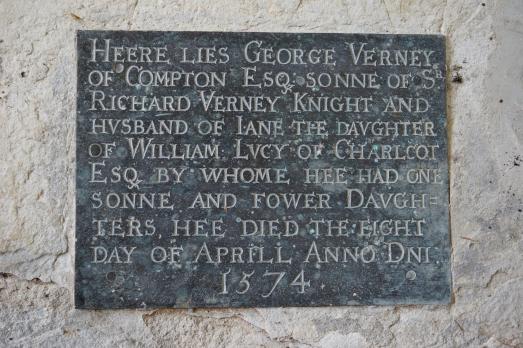 HEERE LIES GEORGE VERNEY
OF COMPTON ESQ: SONNE OF SR
RICHARD VERNEY KNIGHT AND
HVSBAND OF IANE THE DAVGHTER
OF WILLIAM LVCY OF CHARLCOT
ESQ BY WHOME HEE HAD ONE
SONNE AND FOWER DAVGH=
TERS, HEE DIED THE EIGHT
DAY OF APRILL ANNO DNI
1574